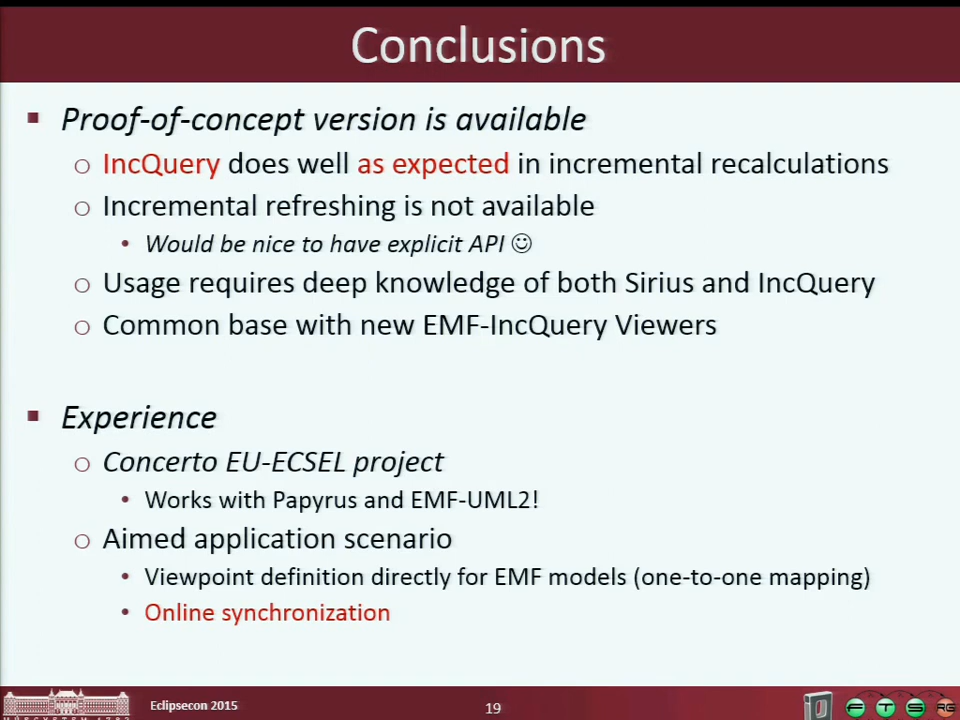 Conclusions
Proof-of-concept version is available
IncQuery does well as expected in incremental recalculations
Incremental refreshing is not available
Would be nice to have explicit API ☺
Usage requires deep knowledge of both Sirius and IncQuery
Common base with new EMF-IncQuery Viewers
Experience
Concerto EU-ECSEL project
Works with Papyrus and EMF-UML2!
Aimed application scenario
Viewpoint definition directly for EMF models (one-to-one mapping)
Online synchronization
Eclipsecon 2015
19
F T S RG